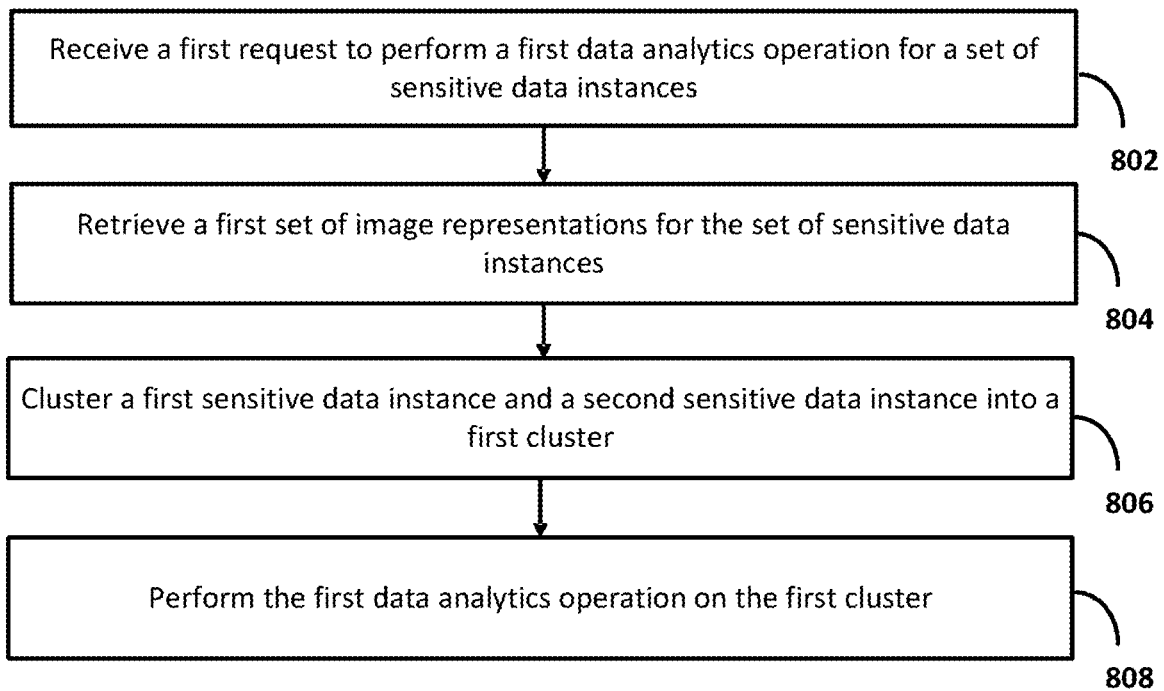 Receive a first request to perform a first data analytics operation for a set of
sensitive data instances
802
Retrieve a first set of image representations for the set of sensitive data
instances
804
Cluster a first sensitive data instance and a second sensitive data instance into a
first cluster
806
Perform the first data analytics operation on the first cluster
808